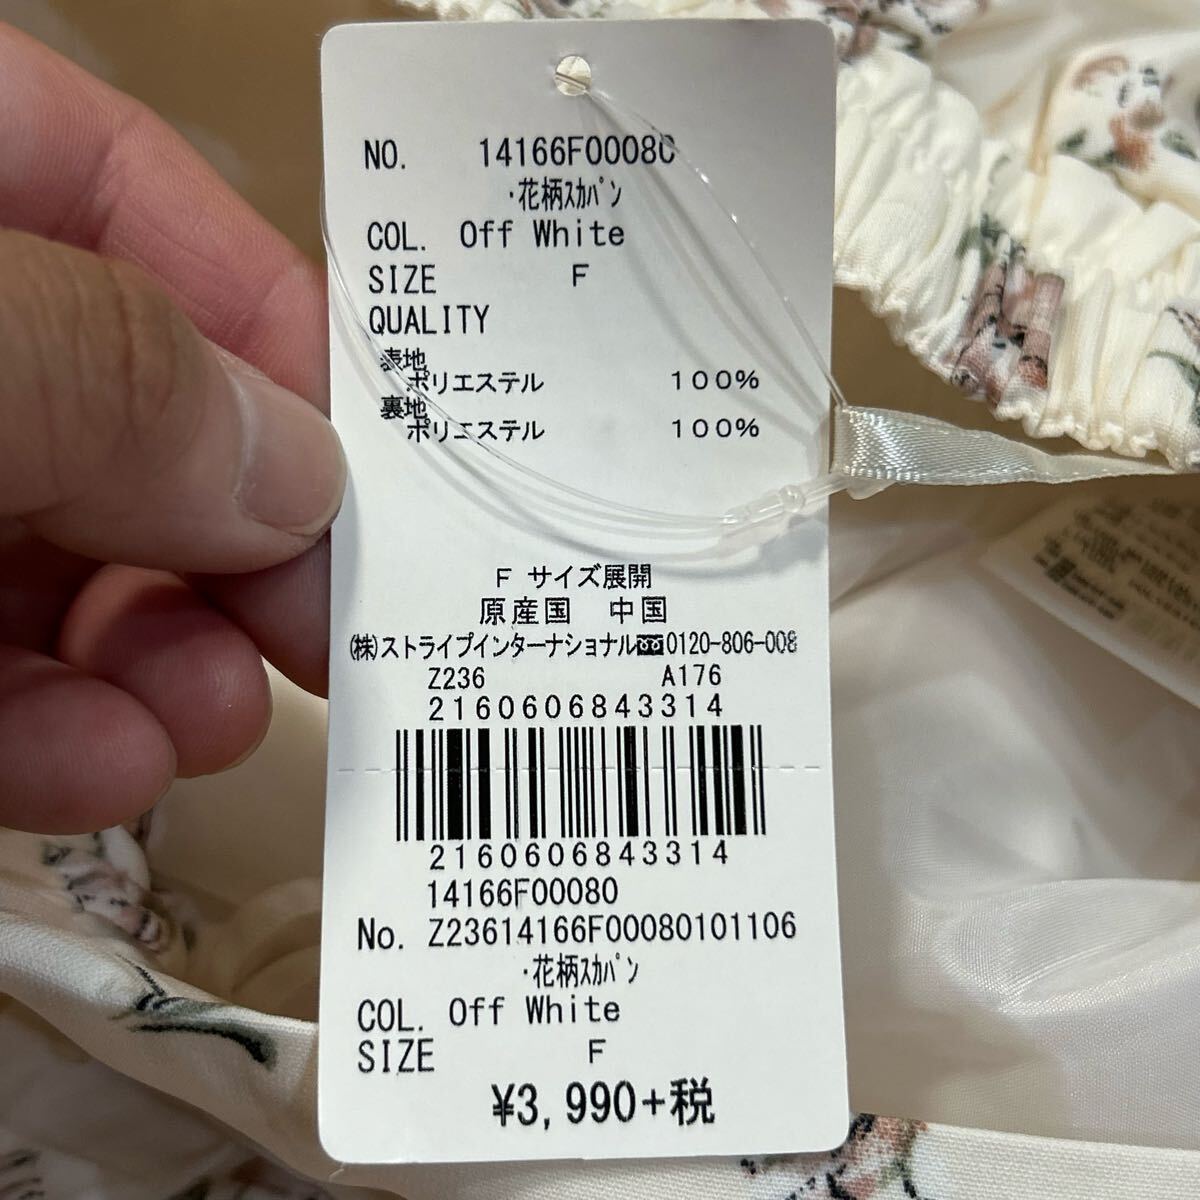 NO. 14166F00080
・花柄ｽｶﾊﾟﾝ
COL. Off White
SIZE F
QUALITY
表地
ポリエステル 100%
裏地
ポリエステル 100%
F サイズ展開
原産国 中国
(株)ストライプインターナショナル 0120-806-008
Z236 A176
2160606843314
2160606843314
14166F00080
No. Z23614166F00080101106
・花柄ｽｶﾊﾟﾝ
COL. Off White
SIZE F
¥3,990+税